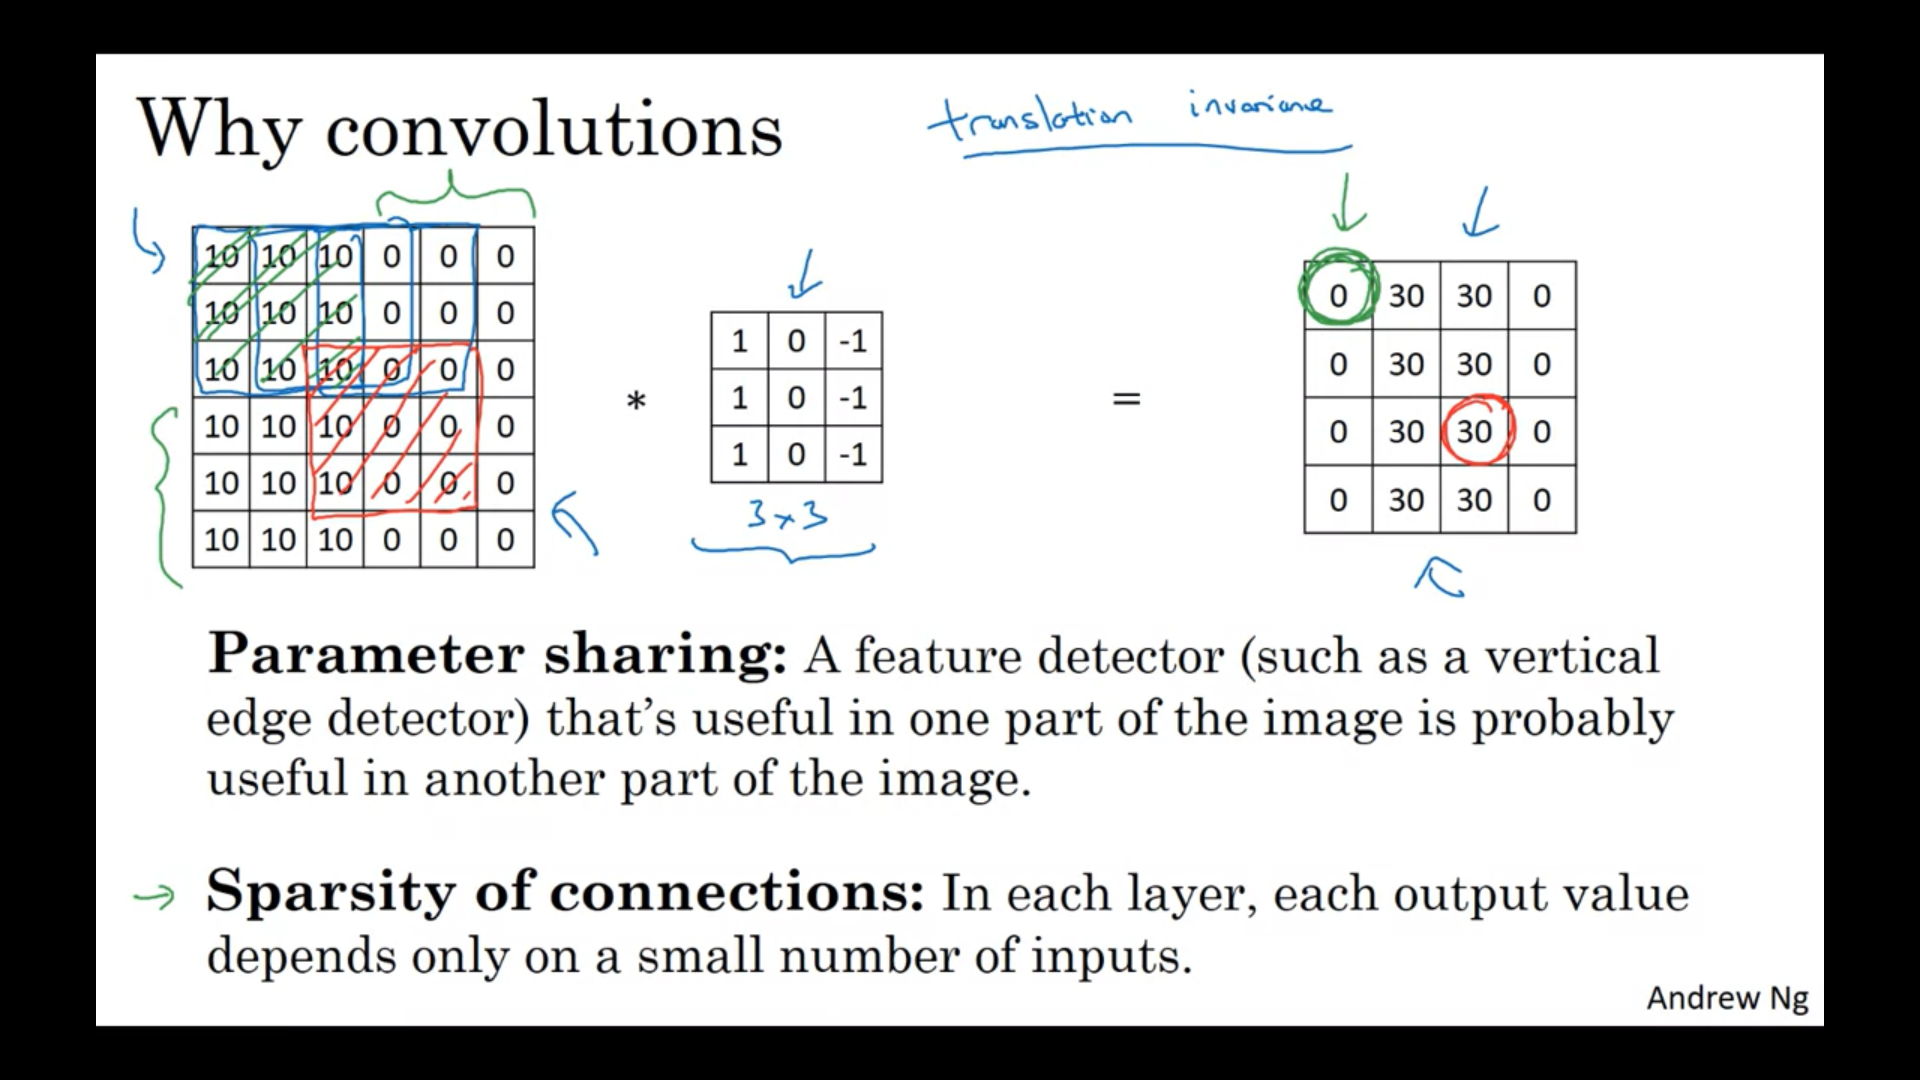 Why convolutions
translation invariance
10 10 10 0 0 0
10 10 10 0 0 0
10 10 10 0 0 0
10 10 10 0 0 0
10 10 10 0 0 0
10 10 10 0 0 0
*
1 0 -1
1 0 -1
1 0 -1
3×3
=
0 30 30 0
0 30 30 0
0 30 30 0
0 30 30 0
Parameter sharing: A feature detector (such as a vertical
edge detector) that’s useful in one part of the image is probably
useful in another part of the image.
→ Sparsity of connections: In each layer, each output value
depends only on a small number of inputs.
Andrew Ng